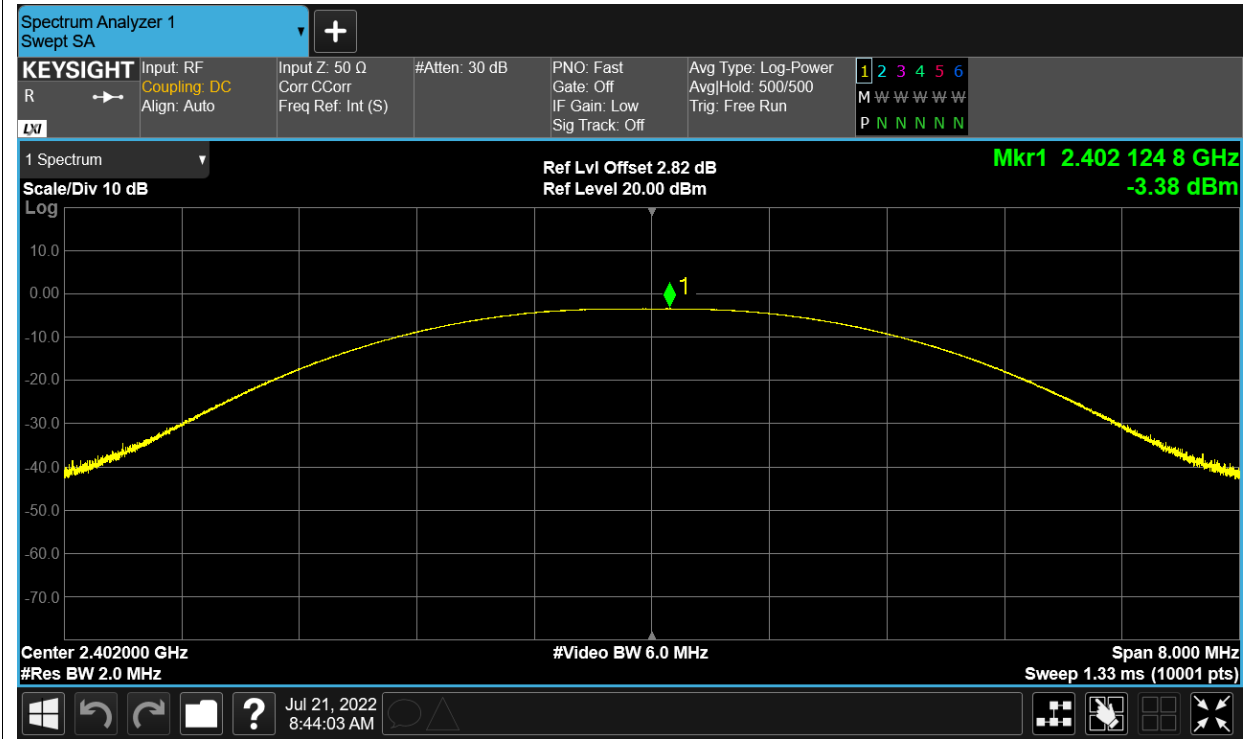 Spectrum Analyzer 1
Swept SA
KEYSIGHT
R
LXI
Input: RF
Coupling: DC
Align: Auto
Input Z: 50 Ω
Corr CCorr
Freq Ref: Int (S)
#Atten: 30 dB
PNO: Fast
Gate: Off
IF Gain: Low
Sig Track: Off
Avg Type: Log-Power
Avg|Hold: 500/500
Trig: Free Run
1 2 3 4 5 6
M W W W W W
P N N N N N
1 Spectrum
Scale/Div 10 dB
Log
Ref Lvl Offset 2.82 dB
Ref Level 20.00 dBm
Mkr1 2.402 124 8 GHz
-3.38 dBm
10.0
0.00
-10.0
-20.0
-30.0
-40.0
-50.0
-60.0
-70.0
1
Center 2.402000 GHz
#Res BW 2.0 MHz
#Video BW 6.0 MHz
Span 8.000 MHz
Sweep 1.33 ms (10001 pts)
?
Jul 21, 2022
8:44:03 AM